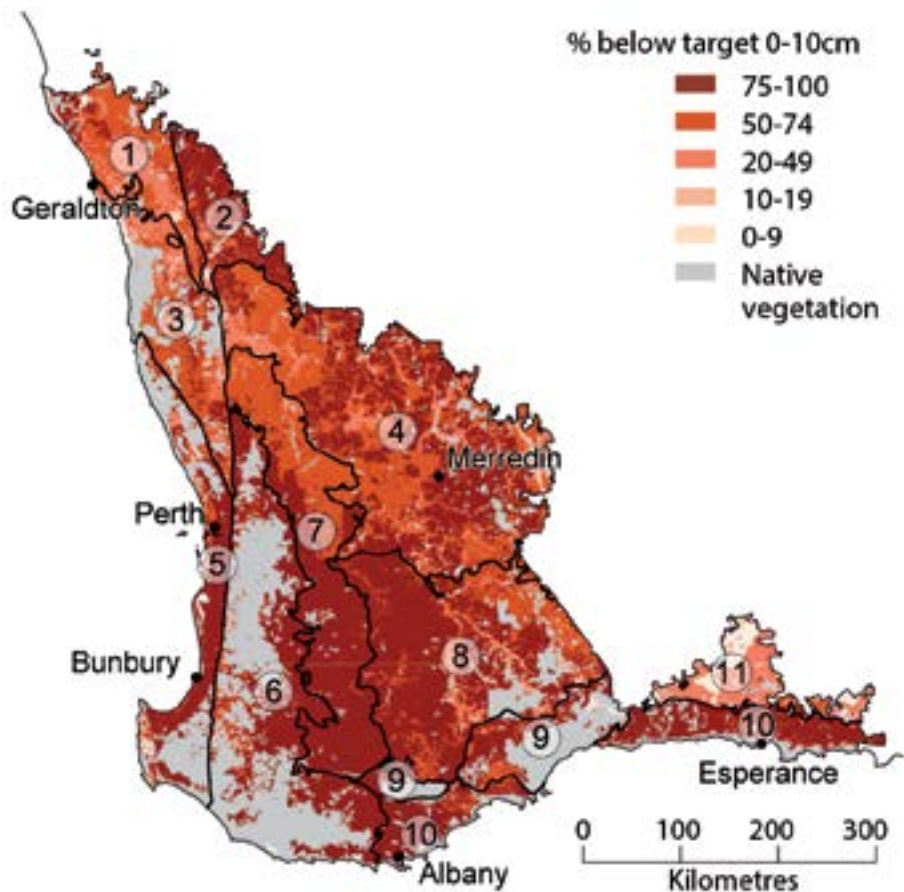 % below target 0-10cm
75-100
50-74
20-49
10-19
0-9
Native
vegetation
1
Geraldton
2
3
4
Merredin
Perth
7
5
Bunbury
8
6
11
9
10
9
Esperance
10
Albany
0 100 200 300
Kilometres